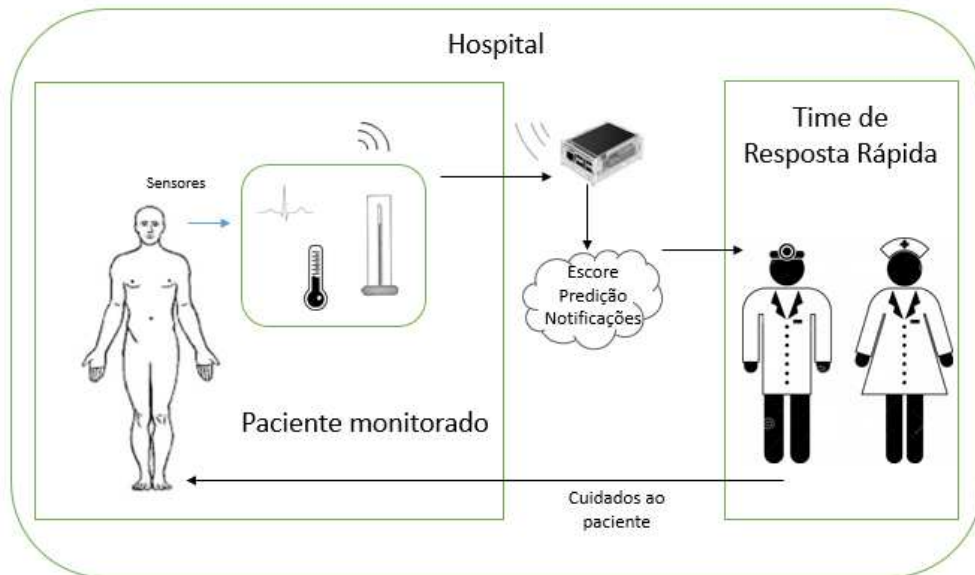 Hospital
Time de
Resposta Rápida
Sensores
Escore
Predição
Notificações
Paciente monitorado
Cuidados ao
paciente